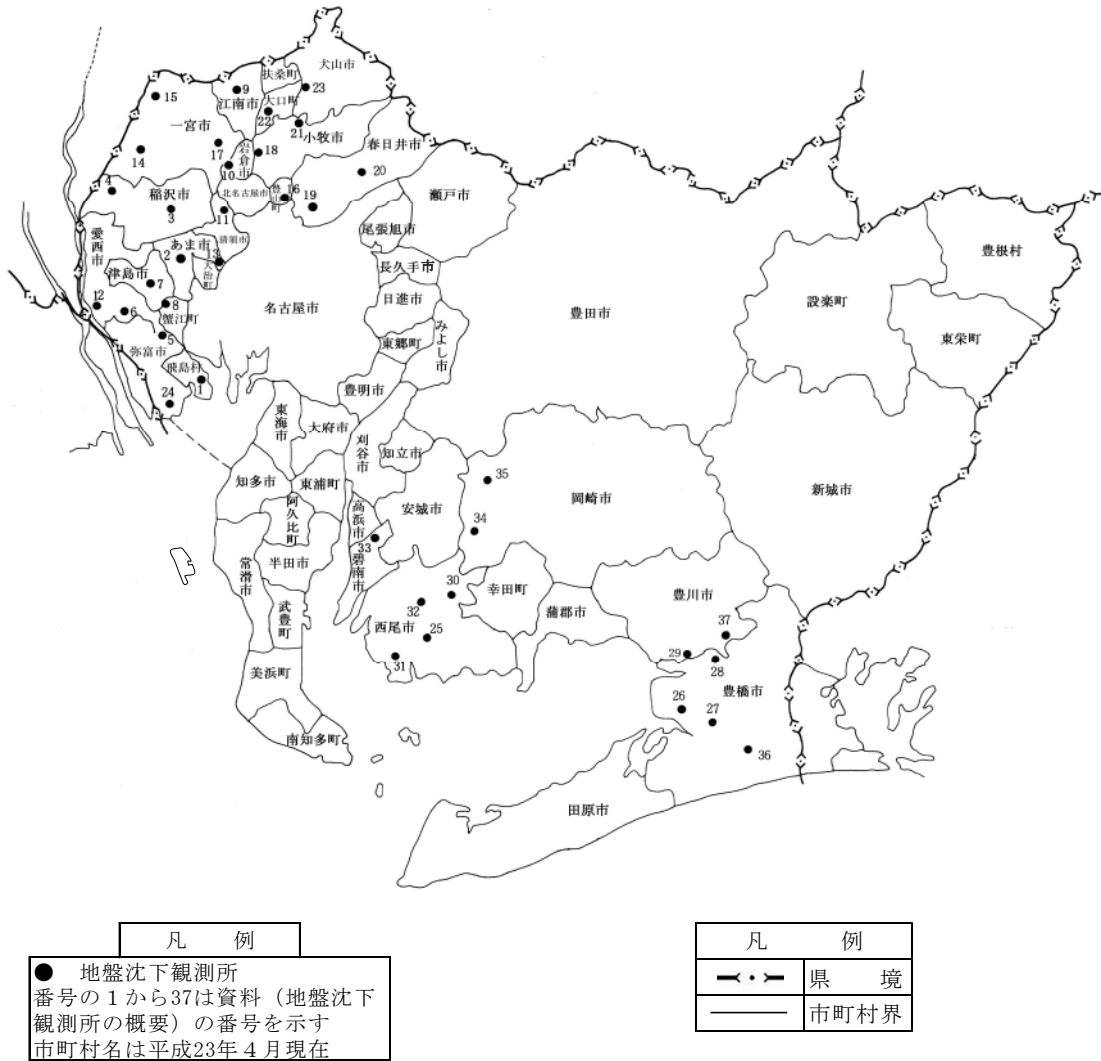 犬山市
扶桑町
23
9
大口町
15
江南市
22
一宮市
21
小牧市
春日井市
17
岩倉市
18
14
10
20
瀬戸市
4
稲沢市
北名古屋市
豊山町
16
19
3
11
尾張旭市
愛西市
あま市
清須市
豊根村
2
13
大治町
長久手市
津島市
7
日進市
設楽町
12
6
8
蟹江町
名古屋市
豊田市
みよし市
東栄町
5
東郷町
弥富市
飛島村
1
豊明市
24
東海市
大府市
刈谷市
知立市
知多市
東浦町
35
新城市
阿久比町
高浜市
安城市
岡崎市
34
33
常滑市
半田市
碧南市
30
幸田町
豊川市
武豊町
32
蒲郡市
西尾市
25
37
31
29
28
美浜町
豊橋市
26
27
南知多町
36
田原市
凡 例
● 地盤沈下観測所
番号の1から37は資料（地盤沈下
観測所の概要）の番号を示す
市町村名は平成23年4月現在
凡 例
県 境
市町村界